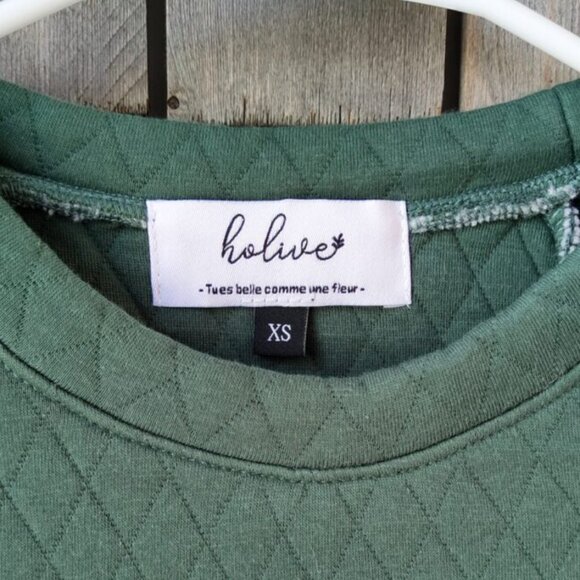 holive
- Tu es belle comme une fleur -
XS